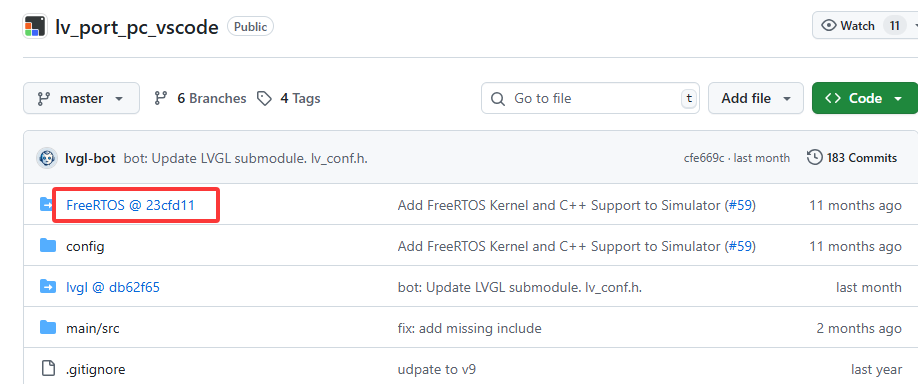 lv_port_pc_vscode Public Watch 11
master 6 Branches 4 Tags Go to file t Add file Code
lvgl-bot bot: Update LVGL submodule. lv_conf.h. cfe669c · last month 183 Commits
FreeRTOS @ 23cfd11 Add FreeRTOS Kernel and C++ Support to Simulator (#59) 11 months ago
config Add FreeRTOS Kernel and C++ Support to Simulator (#59) 11 months ago
lvgl @ db62f65 bot: Update LVGL submodule. lv_conf.h. last month
main/src fix: add missing include 2 months ago
.gitignore udpate to v9 last year